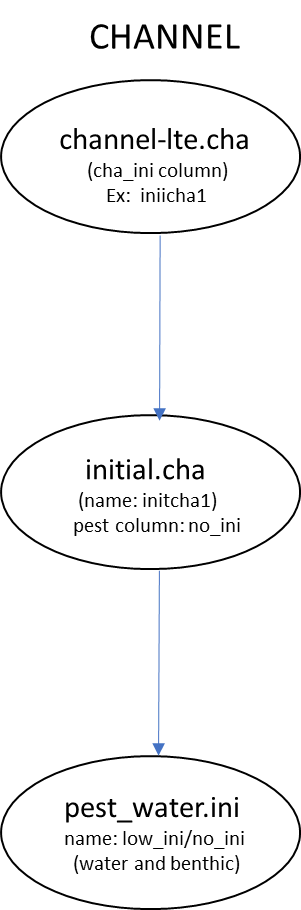 CHANNEL
channel-lte.cha
(cha_ini column)
Ex: iniicha1
initial.cha
(name: initcha1)
pest column: no_ini
pest_water.ini
name: low_ini/no_ini
(water and benthic)